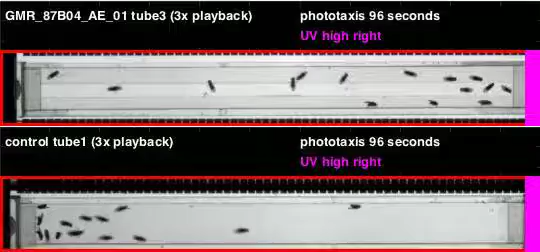 GMR_87B04_AE_01 tube3 (3x playback)
phototaxis 96 seconds
UV high right
control tube1 (3x playback)
phototaxis 96 seconds
UV high right